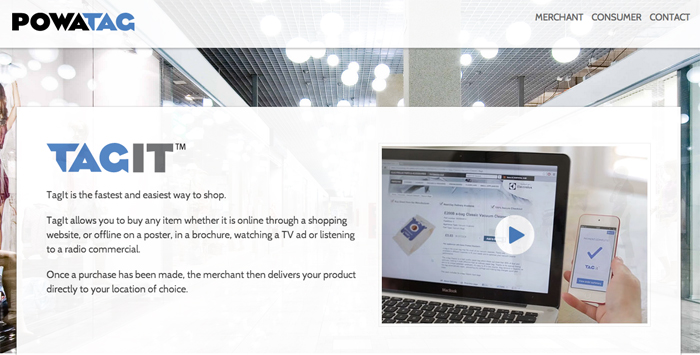 POWATAG
MERCHANT CONSUMER CONTACT
TAGIT™
TagIt is the fastest and easiest way to shop.
TagIt allows you to buy any item whether it is online through a shopping
website, or offline on a poster, in a brochure, watching a TV ad or listening
to a radio commercial.
Once a purchase has been made, the merchant then delivers your product
directly to your location of choice.
Electrolux
MacBook
TAGIT